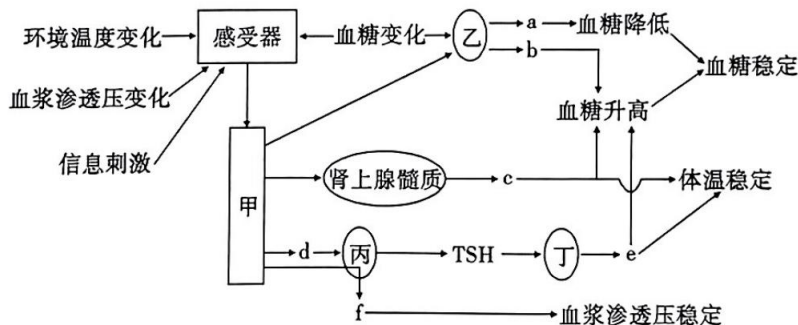 环境温度变化
感受器
血糖变化
乙
a
血糖降低
b
血糖稳定
血浆渗透压变化
血糖升高
信息刺激
甲
肾上腺髓质
c
体温稳定
d
丙
TSH
丁
e
f
血浆渗透压稳定